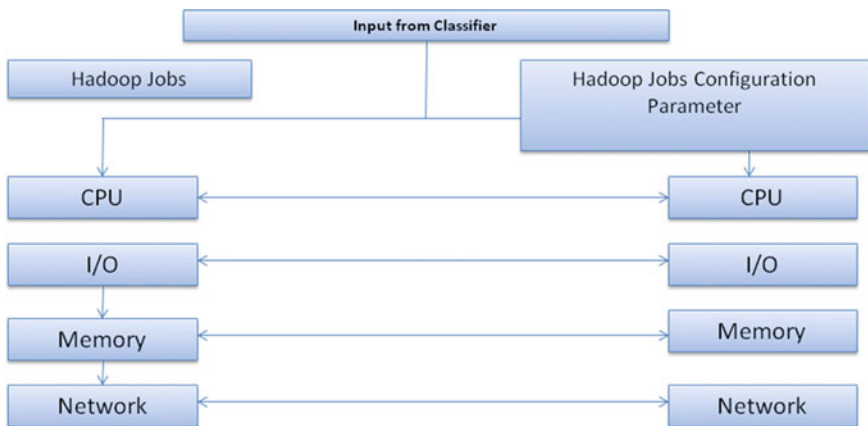 Input from Classifier
Hadoop Jobs
Hadoop Jobs Configuration
Parameter
CPU
CPU
I/O
I/O
Memory
Memory
Network
Network